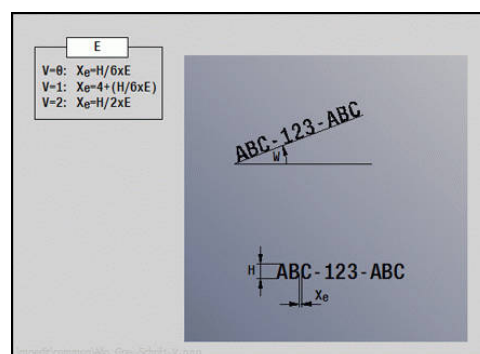 E
V=0: Xe=H/6xE
V=1: Xe=4+(H/6xE)
V=2: Xe=H/2xE
ABC-123-ABC
W
H
ABC-123-ABC
Xe